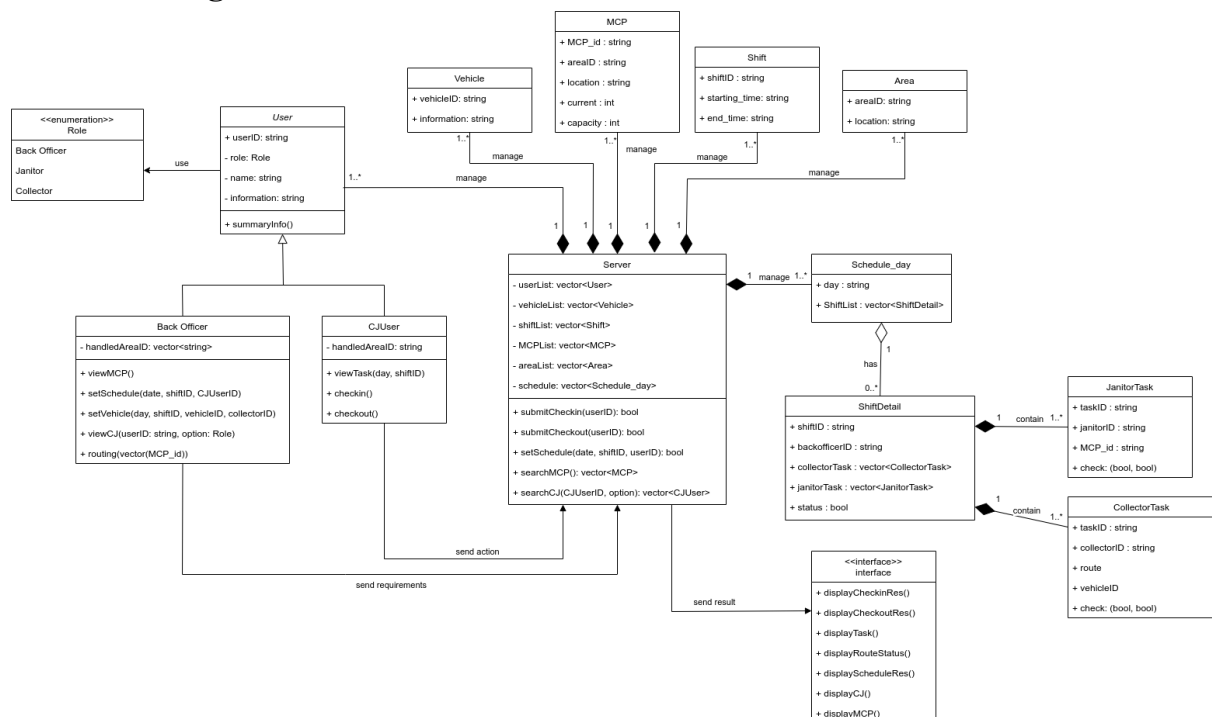 MCP
+ MCP_id : string
+ areaID : string
+ location : string
+ current : int
+ capacity : int
Shift
+ shiftID : string
+ starting_time : string
+ end_time : string
Vehicle
+ vehicleID: string
+ information: string
Area
+ areaID: string
+ location: string
<<enumeration>>
Role
Back Officer
Janitor
Collector
use
User
+ userID: string
- role: Role
- name: string
- information: string
+ summaryInfo()
1..*
manage
1
1..*
manage
1
1..*
manage
1
1..*
manage
1
1..*
manage
1
Server
- userList: vector<User>
- vehicleList: vector<Vehicle>
- shiftList: vector<Shift>
- MCPList: vector<MCP>
- areaList: vector<Area>
- schedule: vector<Schedule_day>
+ submitCheckin(userID): bool
+ submitCheckout(userID): bool
+ setSchedule(date, shiftID, userID): bool
+ searchMCP(): vector<MCP>
+ searchCJ(CJUserID, option): vector<CJUser>
1
manage
1..*
Schedule_day
+ day : string
+ ShiftList : vector<ShiftDetail>
1
has
0..*
Back Officer
- handledAreaID: vector<string>
+ viewMCP()
+ setSchedule(date, shiftID, CJUserID)
+ setVehicle(day, shiftID, vehicleID, collectorID)
+ viewCJ(userID: string, option: Role)
+ routing(vector(MCP_id))
CJUser
- handledAreaID: string
+ viewTask(day, shiftID)
+ checkin()
+ checkout()
ShiftDetail
+ shiftID : string
+ backofficerID : string
+ collectorTask : vector<CollectorTask>
+ janitorTask : vector<JanitorTask>
+ status : bool
1
contain
1..*
JanitorTask
+ taskID : string
+ janitorID : string
+ MCP_id : string
+ check: (bool, bool)
1
contain
1..*
CollectorTask
+ taskID : string
+ collectorID : string
+ route
+ vehicleID
+ check: (bool, bool)
send action
send requirements
send result
<<interface>>
interface
+ displayCheckinRes()
+ displayCheckoutRes()
+ displayTask()
+ displayRouteStatus()
+ displayScheduleRes()
+ displayCJ()
+ displayMCP()